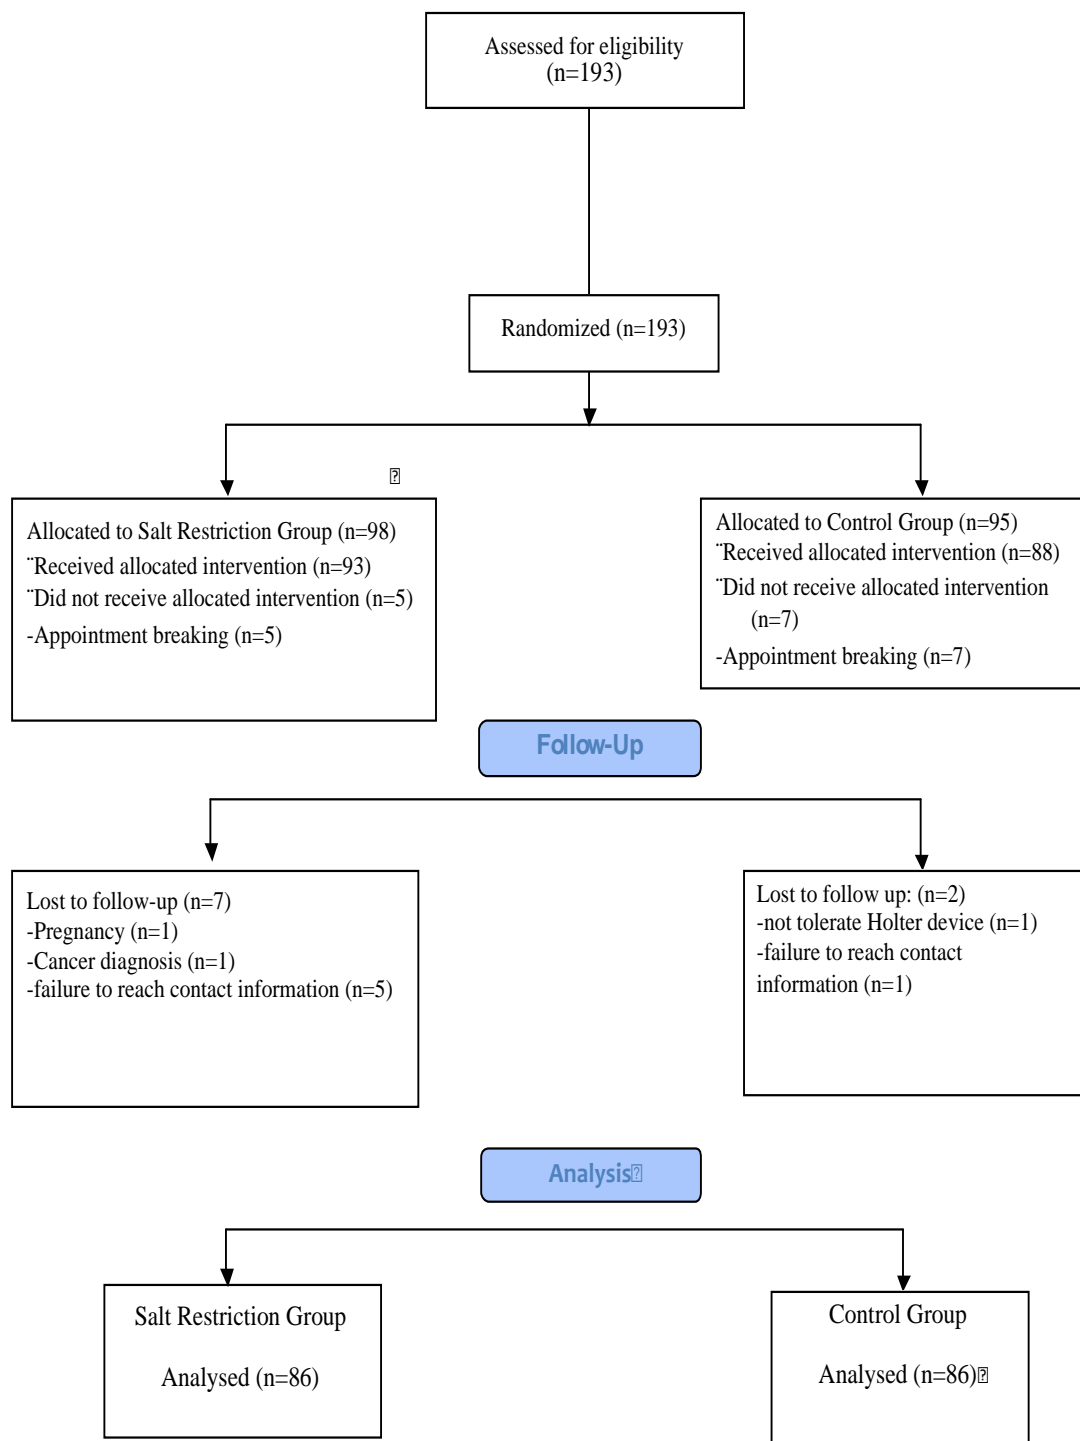 Assessed for eligibility
(n=193)
Randomized (n=193)
Allocated to Salt Restriction Group (n=98)
¨Received allocated intervention (n=93)
¨Did not receive allocated intervention (n=5)
-Appointment breaking (n=5)
Allocated to Control Group (n=95)
¨Received allocated intervention (n=88)
¨Did not receive allocated intervention
(n=7)
-Appointment breaking (n=7)
Follow-Up
Lost to follow-up (n=7)
-Pregnancy (n=1)
-Cancer diagnosis (n=1)
-failure to reach contact information (n=5)
Lost to follow up: (n=2)
-not tolerate Holter device (n=1)
-failure to reach contact
information (n=1)
Analysis
Salt Restriction Group
Analysed (n=86)
Control Group
Analysed (n=86)